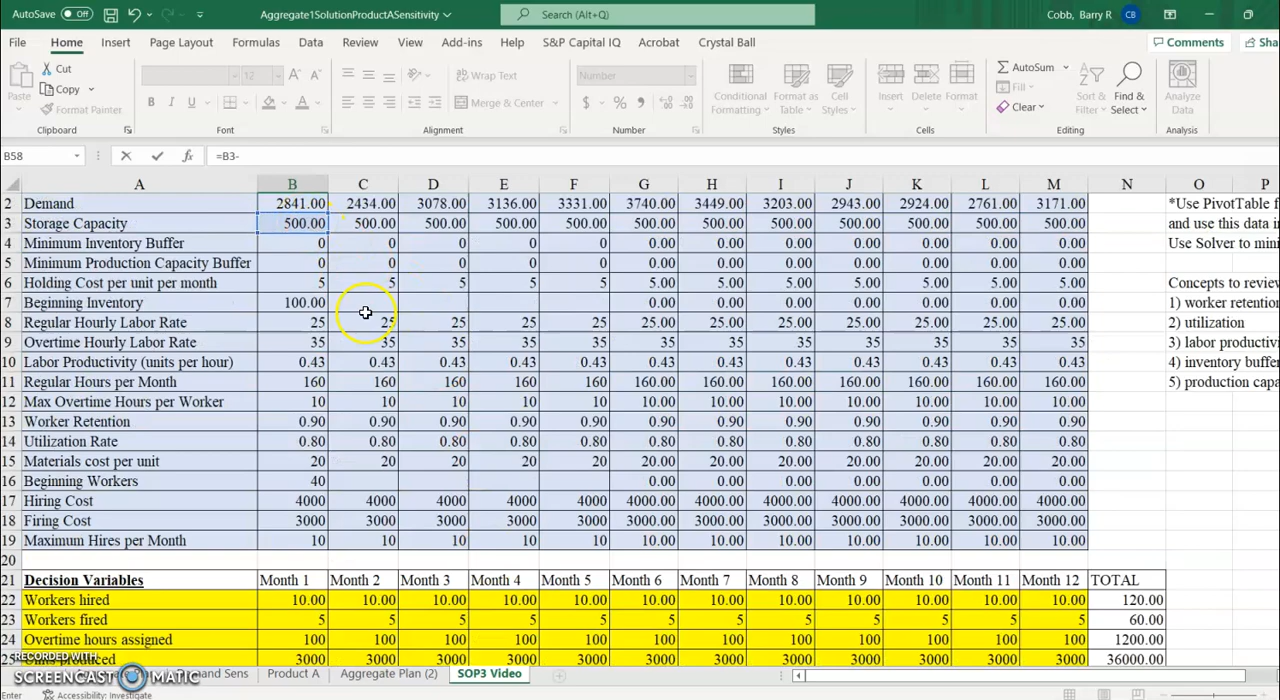 AutoSave Off Aggregate1SolutionProductASensitivity Search (Alt+Q) Cobb, Barry R CB
File Home Insert Page Layout Formulas Data Review View Add-ins Help S&P Capital IQ Acrobat Crystal Ball Comments Sha
Paste Cut Copy Format Painter 12 Wrap Text Merge & Center Number Conditional Formatting Format as Table Cell Styles Insert Delete Format AutoSum Fill Clear Sort & Filter Find & Select Analyze Data
Clipboard Font Alignment Number Styles Cells Editing Analysis
B58 =B3-
A B C D E F G H I J K L M N O P
2 Demand 2841.00 2434.00 3078.00 3136.00 3331.00 3740.00 3449.00 3203.00 2943.00 2924.00 2761.00 3171.00 *Use PivotTable f
3 Storage Capacity 500.00 500.00 500.00 500.00 500.00 500.00 500.00 500.00 500.00 500.00 500.00 500.00 and use this data i
4 Minimum Inventory Buffer 0 0 0 0 0 0.00 0.00 0.00 0.00 0.00 0.00 0.00 Use Solver to mini
5 Minimum Production Capacity Buffer 0 0 0 0 0 0.00 0.00 0.00 0.00 0.00 0.00 0.00
6 Holding Cost per unit per month 5 5 5 5 5 5.00 5.00 5.00 5.00 5.00 5.00 5.00 Concepts to review
7 Beginning Inventory 100.00 0.00 0.00 0.00 0.00 0.00 0.00 0.00 1) worker retention
8 Regular Hourly Labor Rate 25 25 25 25 25 25.00 25.00 25.00 25.00 25.00 25.00 25.00 2) utilization
9 Overtime Hourly Labor Rate 35 35 35 35 35 35.00 35.00 35.00 35 35 35 35 3) labor productivi
10 Labor Productivity (units per hour) 0.43 0.43 0.43 0.43 0.43 0.43 0.43 0.43 0.43 0.43 0.43 0.43 4) inventory buffer
11 Regular Hours per Month 160 160 160 160 160 160.00 160.00 160.00 160.00 160.00 160.00 160.00 5) production capa
12 Max Overtime Hours per Worker 10 10 10 10 10 10.00 10.00 10.00 10.00 10.00 10.00 10.00
13 Worker Retention 0.90 0.90 0.90 0.90 0.90 0.90 0.90 0.90 0.90 0.90 0.90 0.90
14 Utilization Rate 0.80 0.80 0.80 0.80 0.80 0.80 0.80 0.80 0.80 0.80 0.80 0.80
15 Materials cost per unit 20 20 20 20 20 20.00 20.00 20.00 20.00 20.00 20.00 20.00
16 Beginning Workers 40 0.00 0.00 0.00 0.00 0.00 0.00 0.00
17 Hiring Cost 4000 4000 4000 4000 4000 4000.00 4000.00 4000.00 4000.00 4000.00 4000.00 4000.00
18 Firing Cost 3000 3000 3000 3000 3000 3000.00 3000.00 3000.00 3000.00 3000.00 3000.00 3000.00
19 Maximum Hires per Month 10 10 10 10 10 10.00 10.00 10.00 10.00 10.00 10.00 10.00
20
21 Decision Variables Month 1 Month 2 Month 3 Month 4 Month 5 Month 6 Month 7 Month 8 Month 9 Month 10 Month 11 Month 12 TOTAL
22 Workers hired 10.00 10.00 10.00 10.00 10.00 10.00 10.00 10.00 10.00 10.00 10.00 10.00 120.00
23 Workers fired 5 5 5 5 5 5 5 5 5 5 5 5 60.00
24 Overtime hours assigned 100 100 100 100 100 100 100 100 100 100 100 100 1200.00
25 Units produced 3000 3000 3000 3000 3000 3000 3000 3000 3000 3000 3000 3000 36000.00
RECORDED WITH
SCREENCAST MATIC
mand Sens Product A Aggregate Plan (2) SOP3 Video
Enter Accessibility: Investigate